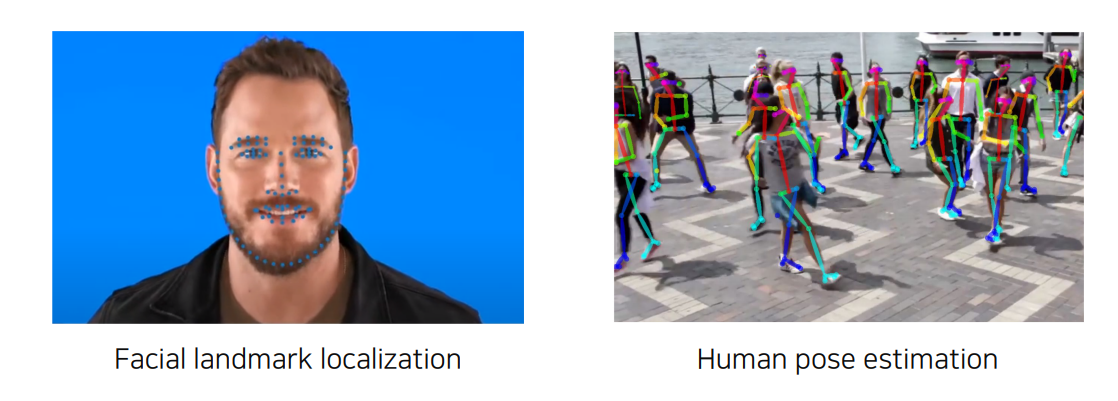 Facial landmark localization
Human pose estimation